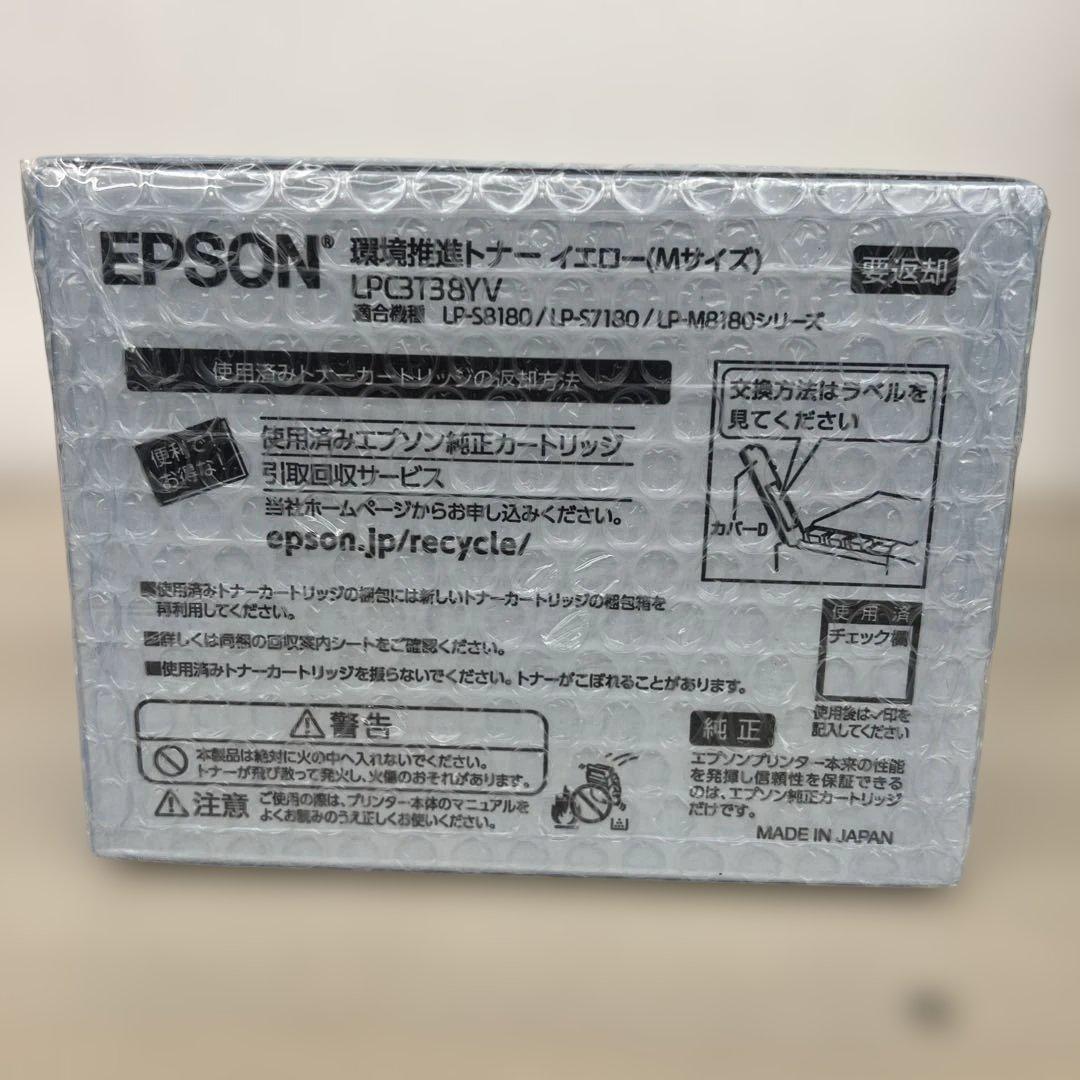 EPSON® 環境推進トナー イエロー(Mサイズ)
LPC3T38YV
適合機種 LP-S8180/LP-S7180/LP-M8180シリーズ
要返却
使用済みトナーカートリッジの返却方法
便利で
お得な!
使用済みエプソン純正カートリッジ
引取回収サービス
当社ホームページからお申し込みください。
epson.jp/recycle/
交換方法はラベルを
見てください
カバーD
■使用済みトナーカートリッジの梱包には新しいトナーカートリッジの梱包箱を
再利用してください。
■詳しくは同梱の回収案内シートをご確認ください。
■使用済みトナーカートリッジを振らないでください。トナーがこぼれることがあります。
使用済
チェック欄
使用後は✓印を
記入してください
⚠警告
本製品は絶対に火の中へ入れないでください。
トナーが飛び散って発火し、火傷のおそれがあります。
⚠注意 ご使用の際は、プリンター本体のマニュアルを
よくお読みのうえ正しくお使いください。
純正
エプソンプリンター本来の性能
を発揮し信頼性を保証できる
のは、エプソン純正カートリッジ
だけです。
MADE IN JAPAN